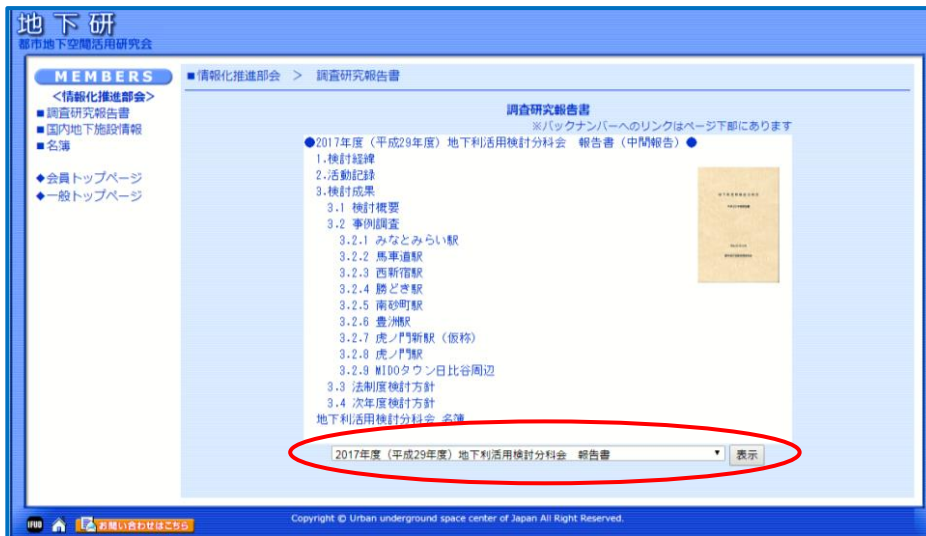 地下研
都市地下空間活用研究会
MEMBERS
<情報化推進部会>
■調査研究報告書
■国内地下施設情報
■名簿
◆会員トップページ
◆一般トップページ
■情報化推進部会 > 調査研究報告書
調査研究報告書
※バックナンバーへのリンクはページ下部にあります
●2017年度（平成29年度）地下利活用検討分科会 報告書（中間報告）●
1.検討経緯
2.活動記録
3.検討成果
3.1 検討概要
3.2 事例調査
3.2.1 みなとみらい駅
3.2.2 馬車道駅
3.2.3 西新宿駅
3.2.4 勝どき駅
3.2.5 南砂町駅
3.2.6 豊洲駅
3.2.7 虎ノ門新駅（仮称）
3.2.8 虎ノ門駅
3.2.9 MIDOタウン日比谷周辺
3.3 法制度検討方針
3.4 次年度検討方針
地下利活用検討分科会 名簿
2017年度（平成29年度）地下利活用検討分科会 報告書
表示
お問い合わせはこちら
Copyright © Urban underground space center of Japan All Right Reserved.